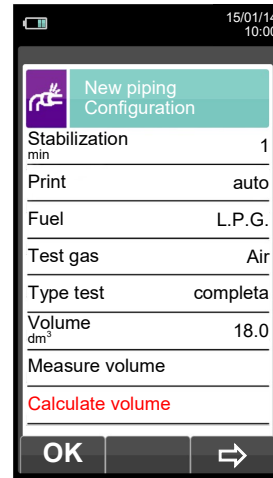 15/01/14
10:00
New piping
Configuration
Stabilization 1
min
Print auto
Fuel L.P.G.
Test gas Air
Type test completa
Volume 18.0
dm³
Measure volume
Calculate volume
OK